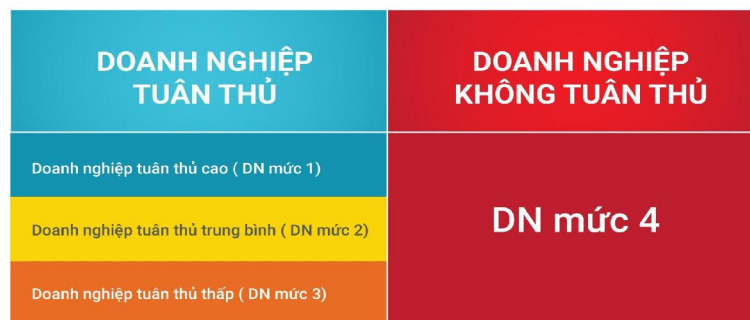 DOANH NGHIỆP
TUÂN THỦ
DOANH NGHIỆP
KHÔNG TUÂN THỦ
Doanh nghiệp tuân thủ cao ( DN mức 1)
Doanh nghiệp tuân thủ trung bình ( DN mức 2)
Doanh nghiệp tuân thủ thấp ( DN mức 3)
DN mức 4